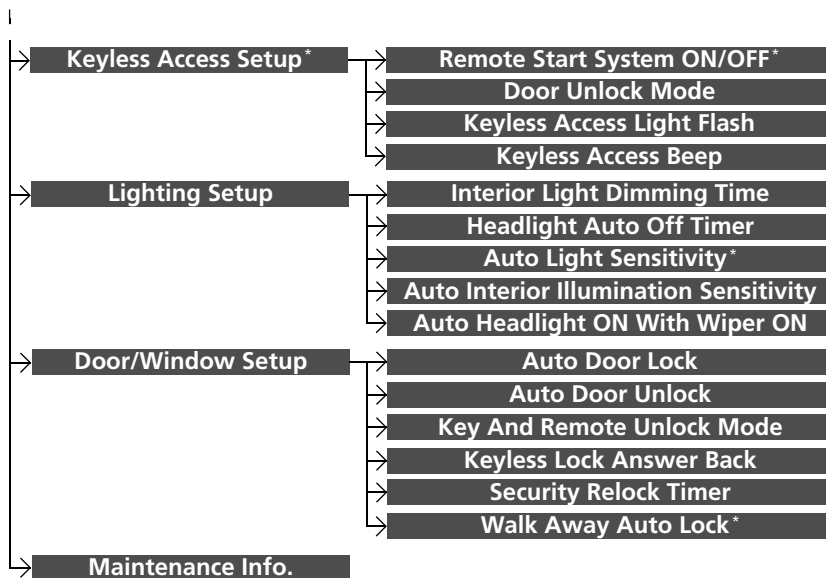 Keyless Access Setup*
Remote Start System ON/OFF*
Door Unlock Mode
Keyless Access Light Flash
Keyless Access Beep
Lighting Setup
Interior Light Dimming Time
Headlight Auto Off Timer
Auto Light Sensitivity*
Auto Interior Illumination Sensitivity
Auto Headlight ON With Wiper ON
Door/Window Setup
Auto Door Lock
Auto Door Unlock
Key And Remote Unlock Mode
Keyless Lock Answer Back
Security Relock Timer
Walk Away Auto Lock*
Maintenance Info.